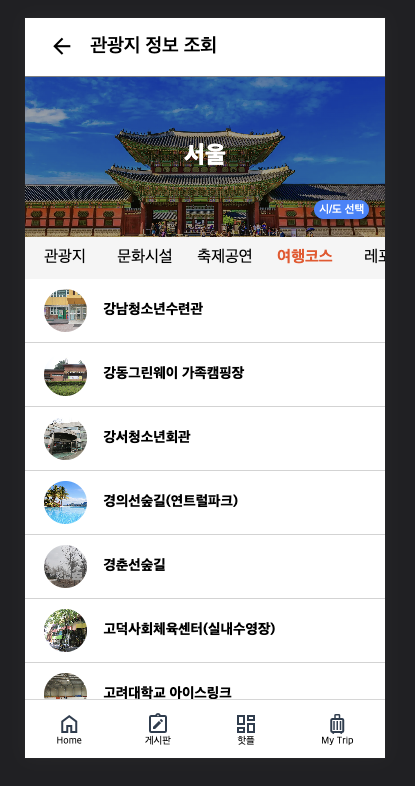 관광지 정보 조회
서울
시/도 선택
관광지 문화시설 축제공연 여행코스 레포
강남청소년수련관
강동그린웨이 가족캠핑장
강서청소년회관
경의선숲길(연트럴파크)
경춘선숲길
고덕사회체육센터(실내수영장)
고려대학교 아이스링크
Home 게시판 핫플 My Trip